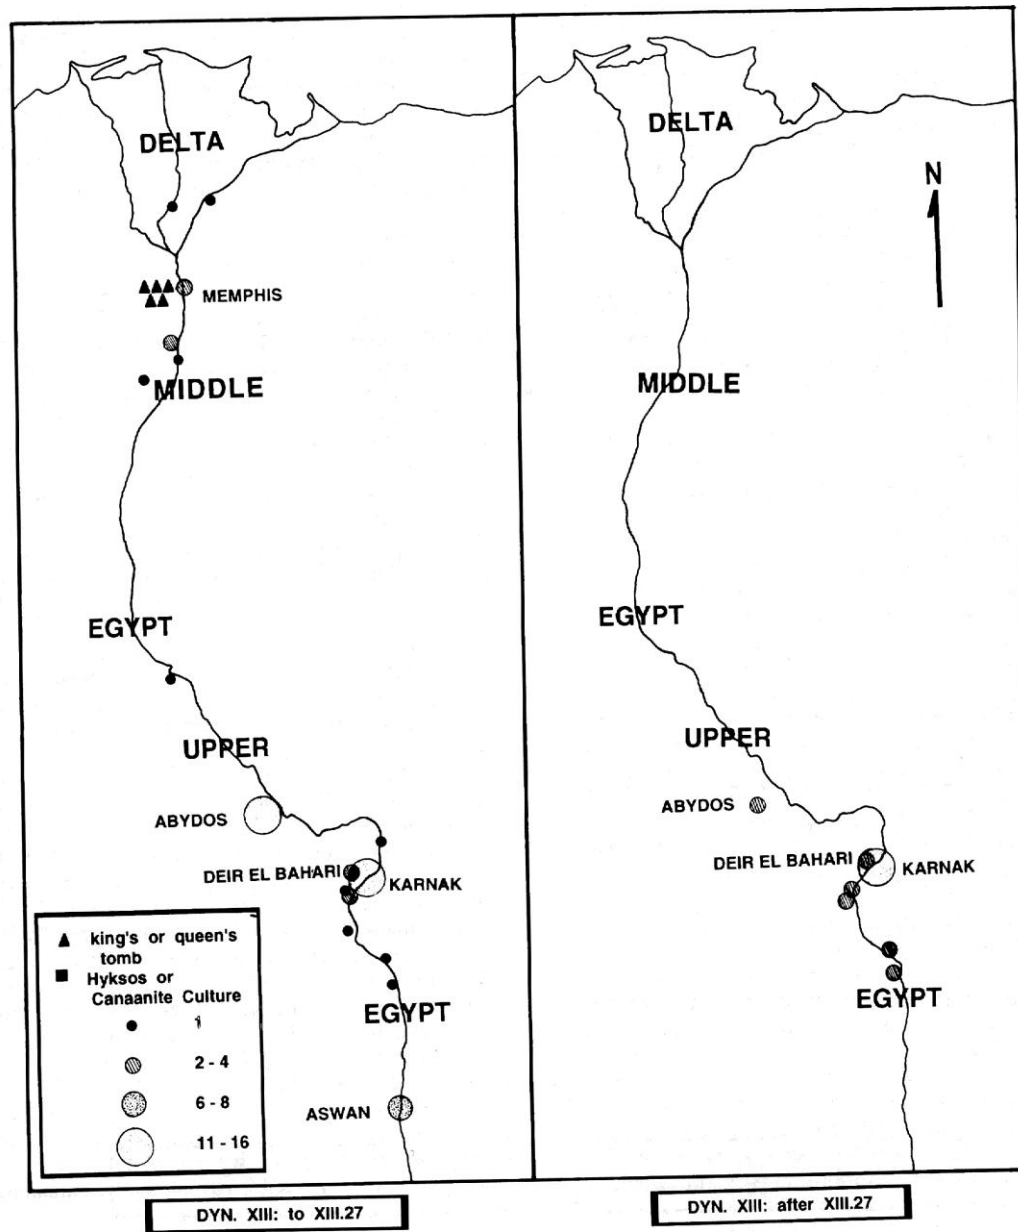 DELTA
MEMPHIS
MIDDLE
EGYPT
UPPER
ABYDOS
DEIR EL BAHARI
KARNAK
EGYPT
ASWAN
king's or queen's
tomb
Hyksos or
Canaanite Culture
1
2 - 4
6 - 8
11 - 16
DYN. XIII: to XIII.27
DELTA
N
MIDDLE
EGYPT
UPPER
ABYDOS
DEIR EL BAHARI
KARNAK
EGYPT
DYN. XIII: after XIII.27